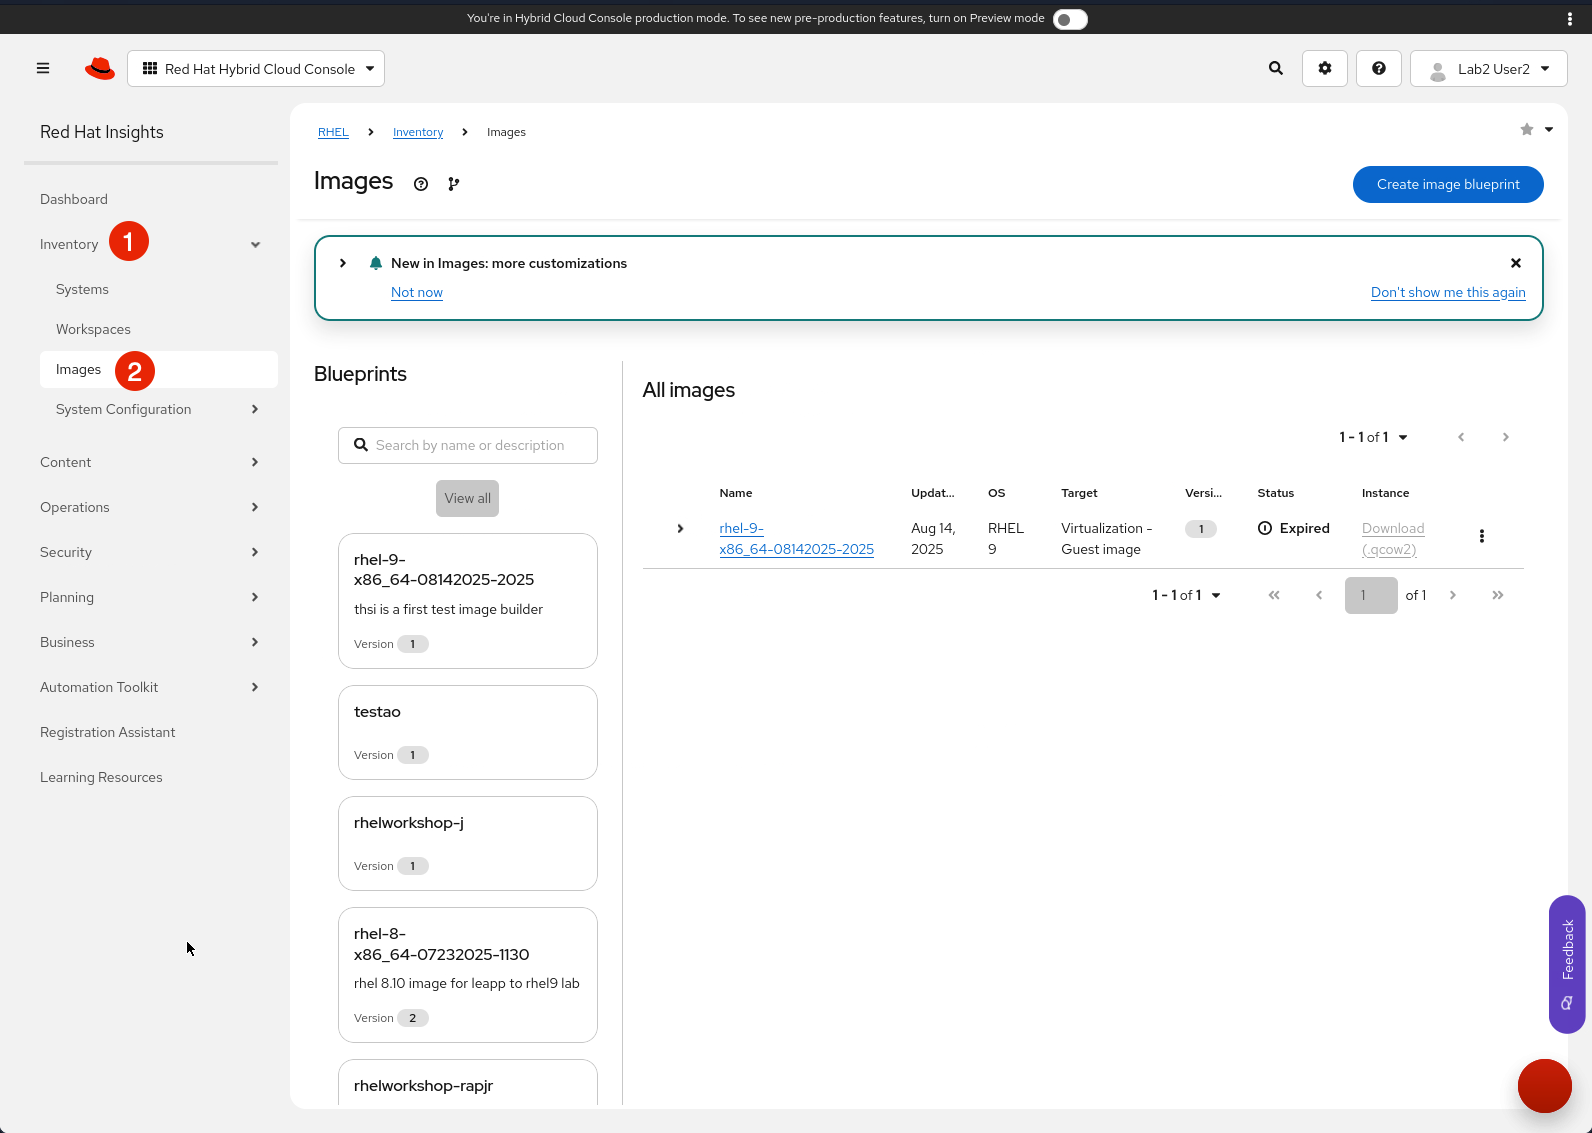 You're in Hybrid Cloud Console production mode. To see new pre-production features, turn on Preview mode
Red Hat Hybrid Cloud Console
Lab2 User2
Red Hat Insights
Dashboard
Inventory 1
Systems
Workspaces
Images 2
System Configuration
Content
Operations
Security
Planning
Business
Automation Toolkit
Registration Assistant
Learning Resources
RHEL Inventory Images
Images
Create image blueprint
New in Images: more customizations
Not now Don't show me this again
Blueprints
Search by name or description
View all
rhel-9-
x86_64-08142025-2025
thsi is a first test image builder
Version 1
testao
Version 1
rhelworkshop-j
Version 1
rhel-8-
x86_64-07232025-1130
rhel 8.10 image for leapp to rhel9 lab
Version 2
rhelworkshop-rapjr
All images
1 - 1 of 1
Name Updat... OS Target Versi... Status Instance
rhel-9- Aug 14, RHEL Virtualization - 1 Expired Download
x86_64-08142025-2025 2025 9 Guest image (.qcow2)
1 - 1 of 1 1 of 1
Feedback